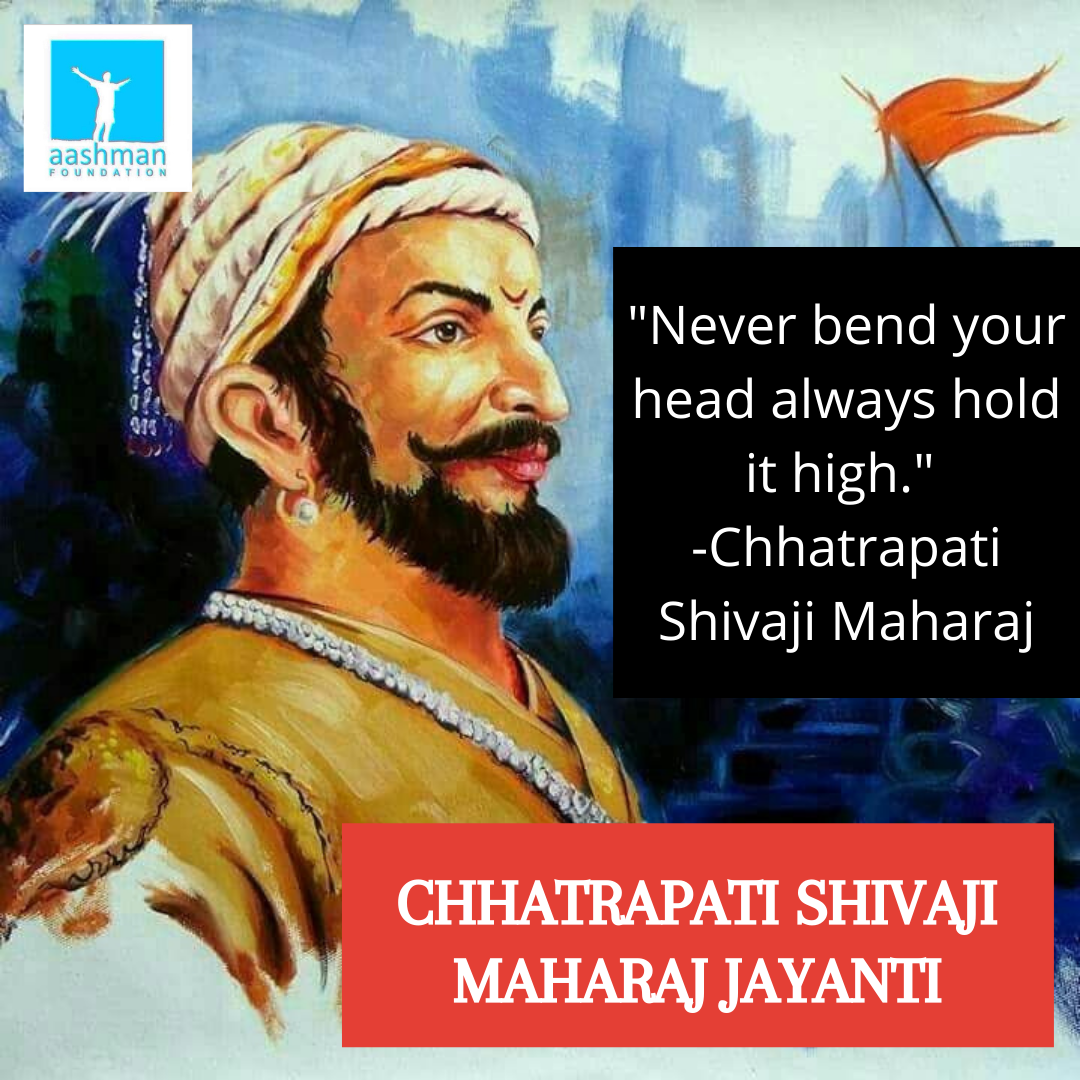 aashman
FOUNDATION
"Never bend your
head always hold
it high."
-Chhatrapati
Shivaji Maharaj
CHHATRAPATI SHIVAJI
MAHARAJ JAYANTI